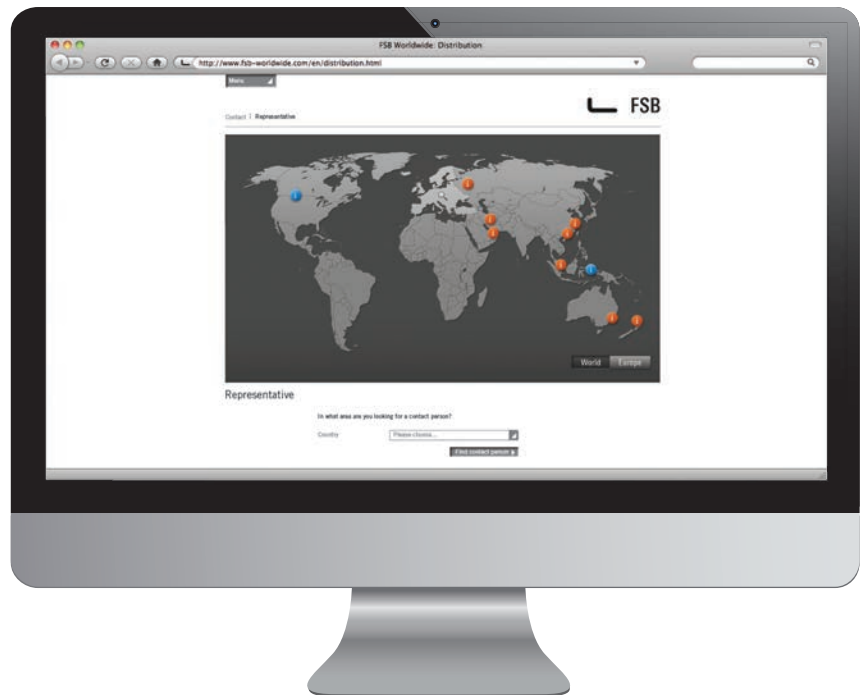 FSB Worldwide: Distribution
http://www.fsb-worldwide.com/en/distribution.html
Menu
FSB
Contact | Representative
World Europe
Representative
In what area are you looking for a contact person?
Country Please choose...
Find contact person